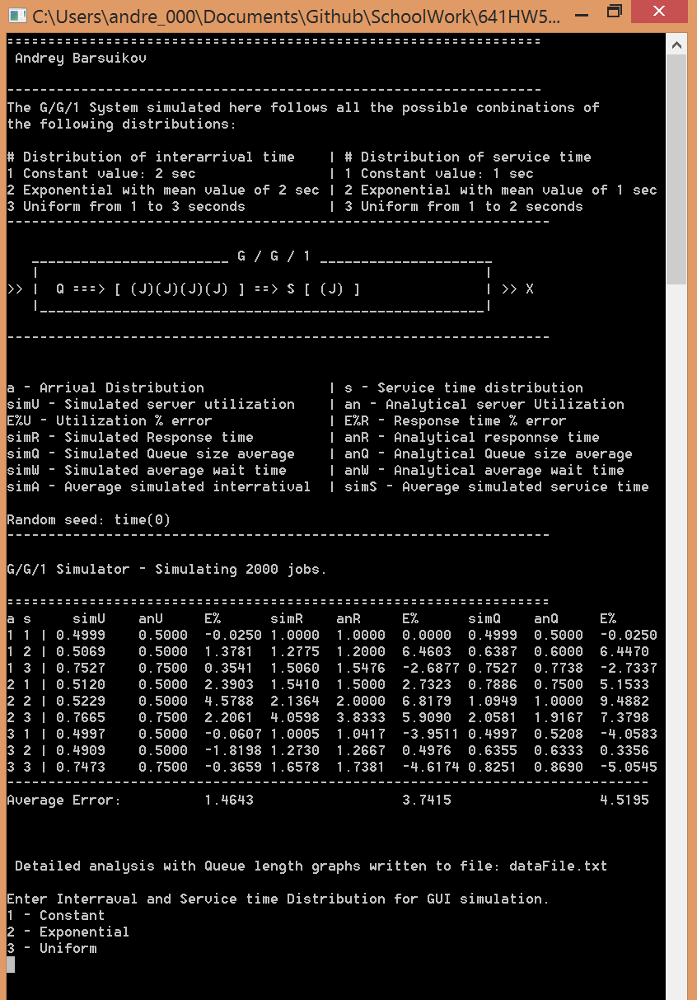 C:\Users\andre_000\Documents\Github\SchoolWork\641HW5...
=================================================================
Andrey Barsuikov
-----------------------------------------------------------------
The G/G/1 System simulated here follows all the possible conbinations of
the following distributions:
# Distribution of interarrival time | # Distribution of service time
1 Constant value: 2 sec | 1 Constant value: 1 sec
2 Exponential with mean value of 2 sec | 2 Exponential with mean value of 1 sec
3 Uniform from 1 to 3 seconds | 3 Uniform from 1 to 2 seconds
------------------------------------------------------------------
________________________ G / G / 1 _____________________
| |
>> | Q ===> [ (J)(J)(J)(J) ] ==> S [ (J) ] | >> X
|______________________________________________________|
------------------------------------------------------------------
a - Arrival Distribution | s - Service time distribution
simU - Simulated server utilization | an - Analytical server Utilization
E%U - Utilization % error | E%R - Response time % error
simR - Simulated Response time | anR - Analytical responnse time
simQ - Simulated Queue size average | anQ - Analytical Queue size average
simW - Simulated average wait time | anW - Analytical average wait time
simA - Average simulated interratival | simS - Average simulated service time
Random seed: time(0)
------------------------------------------------------------------
G/G/1 Simulator - Simulating 2000 jobs.
==================================================================
a s simU anU E% simR anR E% simQ anQ E%
1 1 | 0.4999 0.5000 -0.0250 1.0000 1.0000 0.0000 0.4999 0.5000 -0.0250
1 2 | 0.5069 0.5000 1.3781 1.2775 1.2000 6.4603 0.6387 0.6000 6.4470
1 3 | 0.7527 0.7500 0.3541 1.5060 1.5476 -2.6877 0.7527 0.7738 -2.7337
2 1 | 0.5120 0.5000 2.3903 1.5410 1.5000 2.7323 0.7886 0.7500 5.1533
2 2 | 0.5229 0.5000 4.5788 2.1364 2.0000 6.8179 1.0949 1.0000 9.4882
2 3 | 0.7665 0.7500 2.2061 4.0598 3.8333 5.9090 2.0581 1.9167 7.3798
3 1 | 0.4997 0.5000 -0.0607 1.0005 1.0417 -3.9511 0.4997 0.5208 -4.0583
3 2 | 0.4909 0.5000 -1.8198 1.2730 1.2667 0.4976 0.6355 0.6333 0.3356
3 3 | 0.7473 0.7500 -0.3659 1.6578 1.7381 -4.6174 0.8251 0.8690 -5.0545
------------------------------------------------------------------------------
Average Error: 1.4643 3.7415 4.5195
Detailed analysis with Queue length graphs written to file: dataFile.txt
Enter Interraval and Service time Distribution for GUI simulation.
1 - Constant
2 - Exponential
3 - Uniform